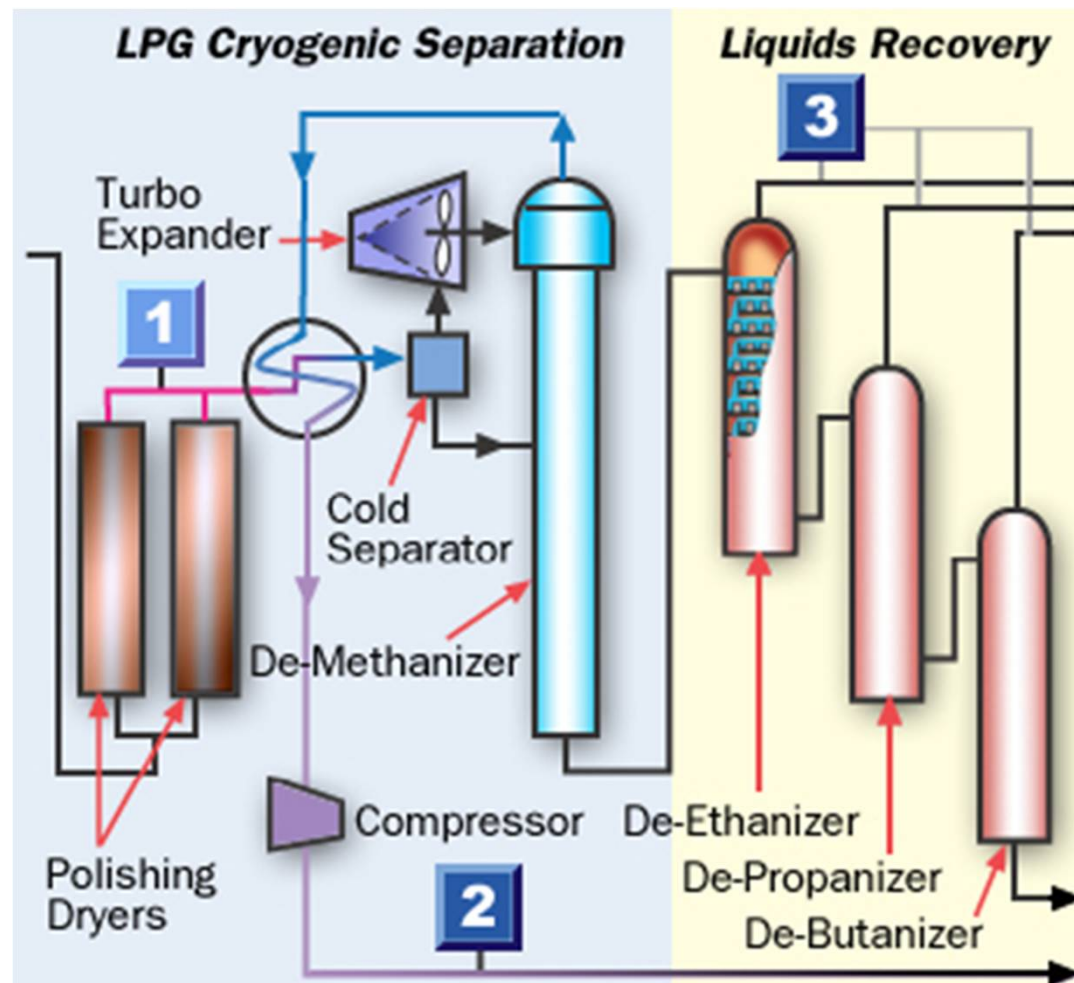 LPG Cryogenic Separation
Liquids Recovery
3
Turbo
Expander
1
Cold
Separator
De-Methanizer
Compressor
De-Ethanizer
Polishing
Dryers
2
De-Propanizer
De-Butanizer